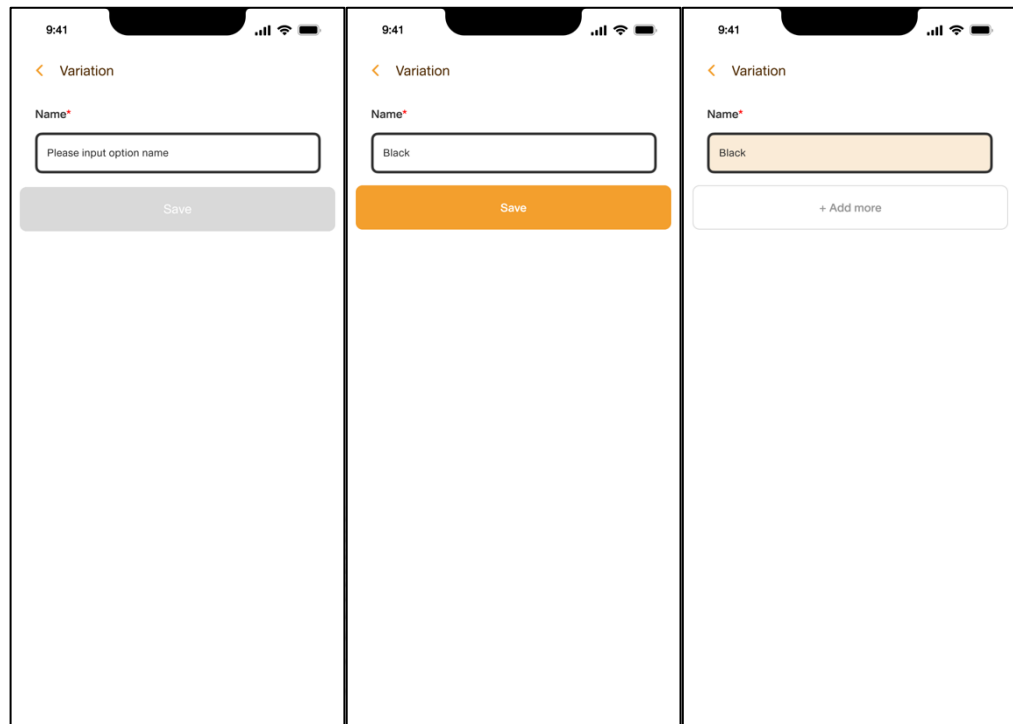 9:41
Variation
Name*
Please input option name
Save
9:41
Variation
Name*
Black
Save
9:41
Variation
Name*
Black
+ Add more